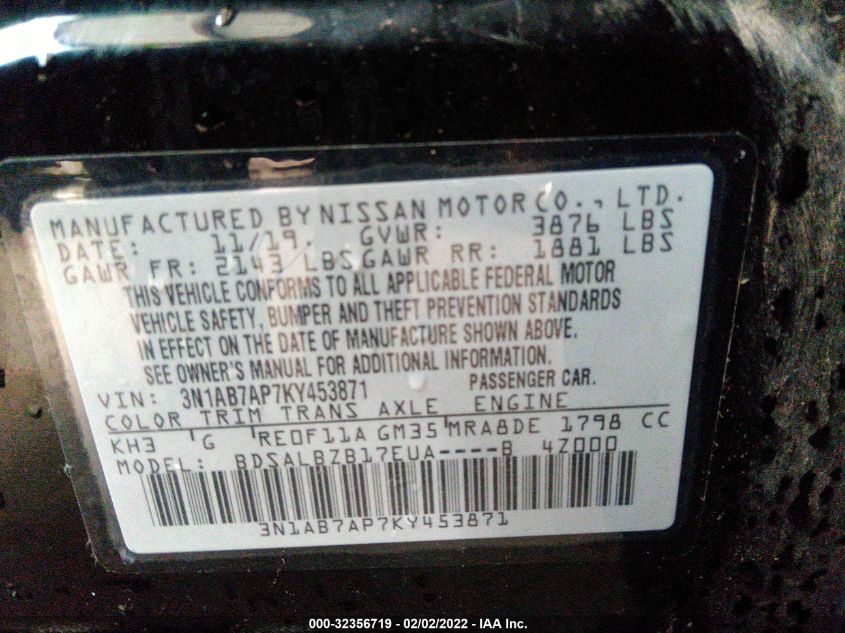 MANUFACTURED BY NISSAN MOTOR CO., LTD.
DATE: 11/19. GVWR: 3876 LBS
GAWR FR: 2143 LBS GAWR RR: 1881 LBS
THIS VEHICLE CONFORMS TO ALL APPLICABLE FEDERAL MOTOR
VEHICLE SAFETY, BUMPER AND THEFT PREVENTION STANDARDS
IN EFFECT ON THE DATE OF MANUFACTURE SHOWN ABOVE.
SEE OWNER'S MANUAL FOR ADDITIONAL INFORMATION.
VIN: 3N1AB7AP7KY453871 PASSENGER CAR.
COLOR TRIM TRANS AXLE ENGINE
KH3 G RE0F11A GM35 MRA8DE 1798 CC
MODEL: BDSALBZB17EUA----B 4Z000
3N1AB7AP7KY453871
000-32356719 - 02/02/2022 - IAA Inc.